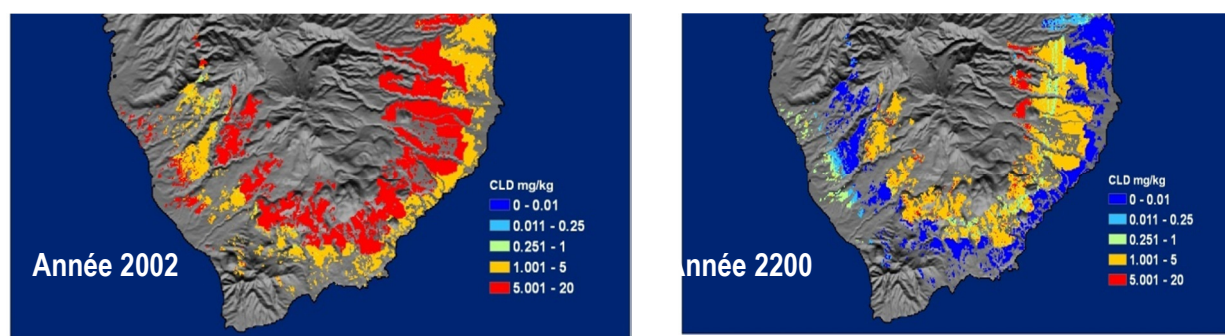 CLD mg/kg
0 - 0.01
0.011 - 0.25
0.251 - 1
1.001 - 5
5.001 - 20
Année 2002
CLD mg/kg
0 - 0.01
0.011 - 0.25
0.251 - 1
1.001 - 5
5.001 - 20
Année 2200